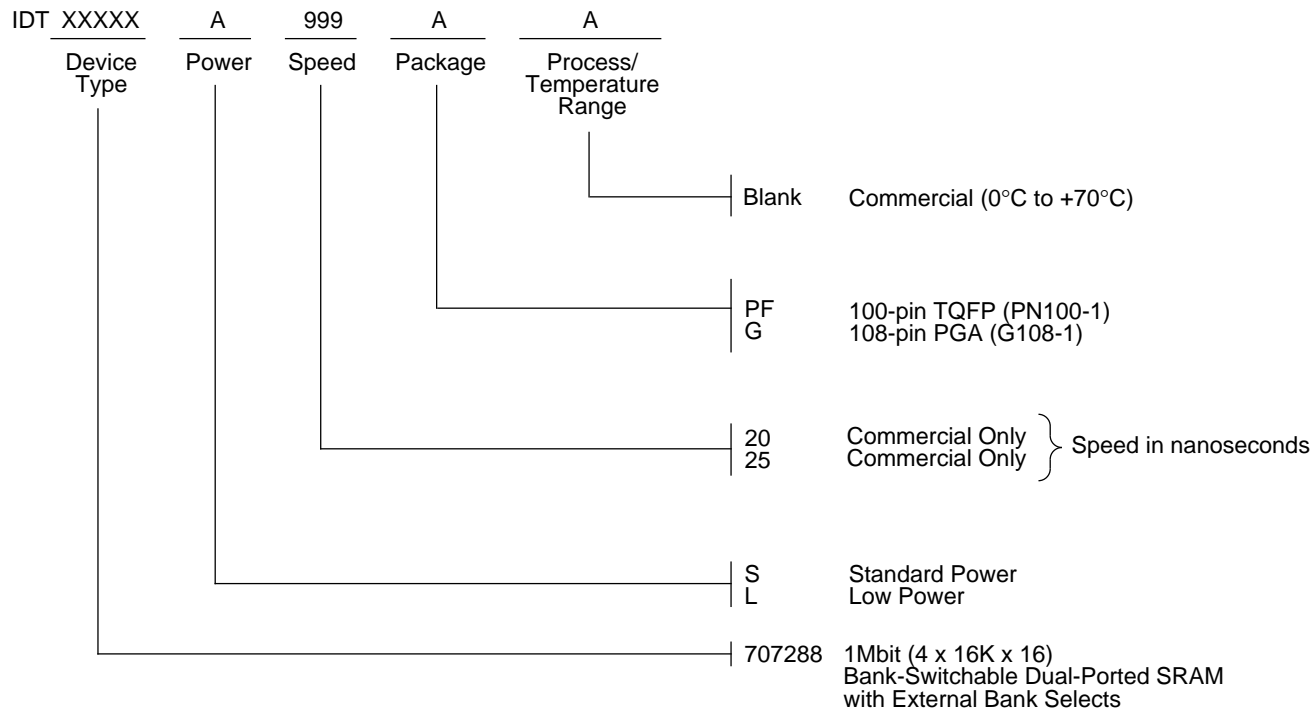 IDT XXXXX A 999 A A
Device Type Power Speed Package Process/ Temperature Range
Blank Commercial (0°C to +70°C)
PF 100-pin TQFP (PN100-1)
G 108-pin PGA (G108-1)
20 Commercial Only
25 Commercial Only
Speed in nanoseconds
S Standard Power
L Low Power
707288 1Mbit (4 x 16K x 16)
Bank-Switchable Dual-Ported SRAM
with External Bank Selects